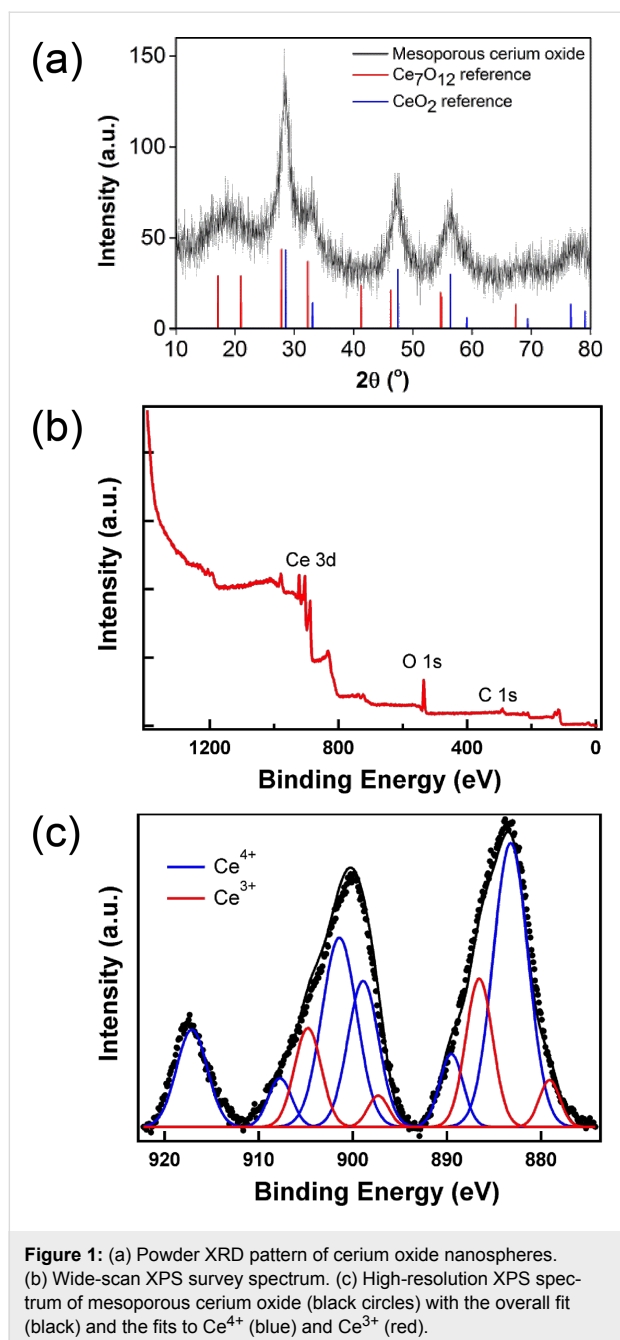 (a)
Mesoporous cerium oxide
Ce₇O₁₂ reference
CeO₂ reference
Intensity (a.u.)
150
100
50
0
10 20 30 40 50 60 70 80
2θ (°)
(b)
Ce 3d
O 1s
C 1s
Intensity (a.u.)
1200 800 400 0
Binding Energy (eV)
(c)
Ce⁴⁺
Ce³⁺
Intensity (a.u.)
920 910 900 890 880
Binding Energy (eV)
Figure 1: (a) Powder XRD pattern of cerium oxide nanospheres.
(b) Wide-scan XPS survey spectrum. (c) High-resolution XPS spec-
trum of mesoporous cerium oxide (black circles) with the overall fit
(black) and the fits to Ce⁴⁺ (blue) and Ce³⁺ (red).